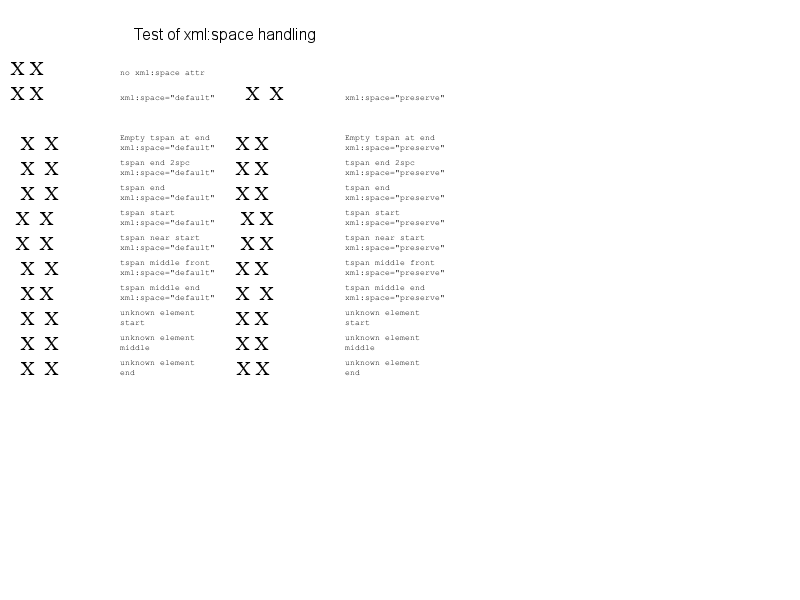 Test of xml:space handling
X X no xml:space attr
X X xml:space="default" X  X xml:space="preserve"
X  X Empty tspan at end X X Empty tspan at end
xml:space="default" xml:space="preserve"
X  X tspan end 2spc X X tspan end 2spc
xml:space="default" xml:space="preserve"
X  X tspan end X X tspan end
xml:space="default" xml:space="preserve"
X  X tspan start X X tspan start
xml:space="default" xml:space="preserve"
X  X tspan near start X X tspan near start
xml:space="default" xml:space="preserve"
X  X tspan middle front X X tspan middle front
xml:space="default" xml:space="preserve"
X X tspan middle end X  X tspan middle end
xml:space="default" xml:space="preserve"
X  X unknown element X X unknown element
start start
X  X unknown element X X unknown element
middle middle
X  X unknown element X X unknown element
end end